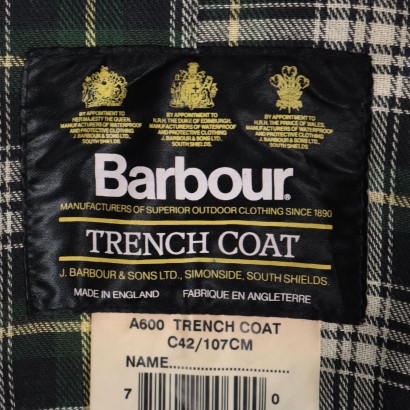 BY APPOINTMENT TO
HER MAJESTY THE QUEEN,
MANUFACTURERS OF WATERPROOF
AND PROTECTIVE CLOTHING
J. BARBOUR & SONS LTD.
SOUTH SHIELDS.
BY APPOINTMENT TO
H.R.H. THE DUKE OF EDINBURGH,
MANUFACTURERS OF WATERPROOF
AND PROTECTIVE CLOTHING
J. BARBOUR & SONS LTD.
SOUTH SHIELDS.
BY APPOINTMENT TO
H.R.H. THE PRINCE OF WALES,
MANUFACTURERS OF WATERPROOF
AND PROTECTIVE CLOTHING
J. BARBOUR & SONS LTD.
SOUTH SHIELDS.
Barbour®
MANUFACTURERS OF SUPERIOR OUTDOOR CLOTHING SINCE 1890
TRENCH COAT
J. BARBOUR & SONS LTD., SIMONSIDE, SOUTH SHIELDS.
MADE IN ENGLAND FABRIQUE EN ANGLETERRE
A600 TRENCH COAT
C42/107CM
NAME
7 0